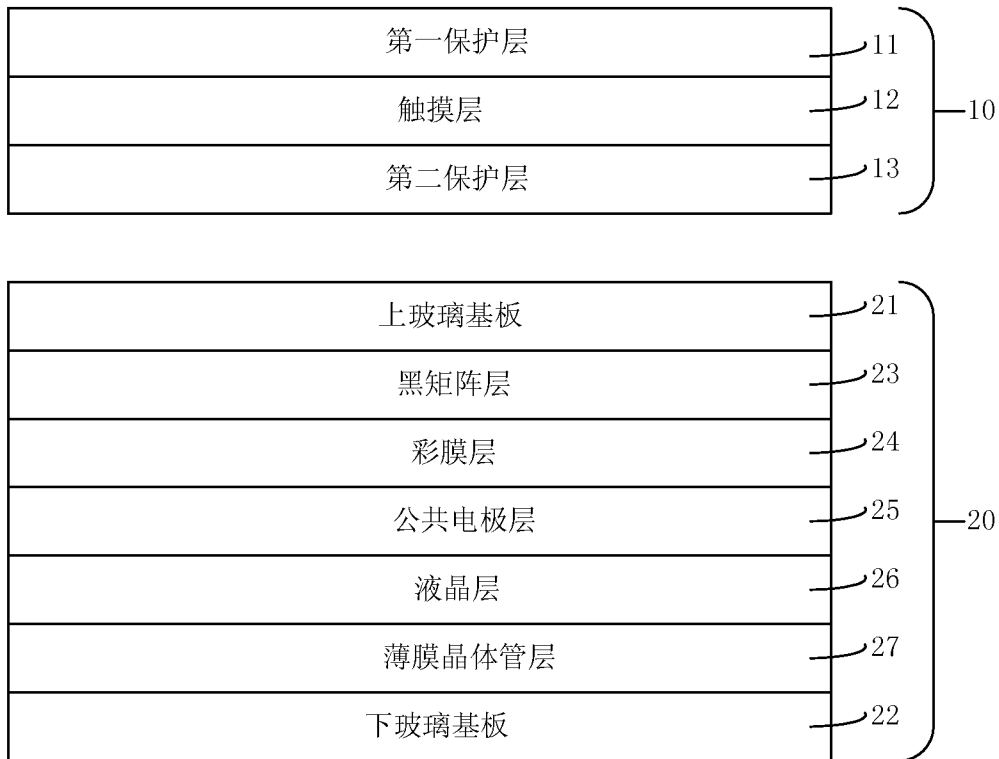 第一保护层 11
触摸层 12
10
第二保护层 13
上玻璃基板 21
黑矩阵层 23
彩膜层 24
公共电极层 25
20
液晶层 26
薄膜晶体管层 27
下玻璃基板 22